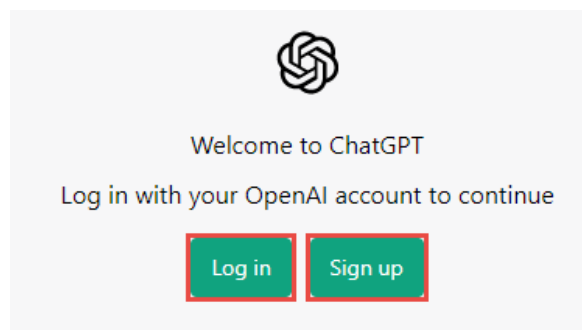 Welcome to ChatGPT
Log in with your OpenAI account to continue
Log in Sign up